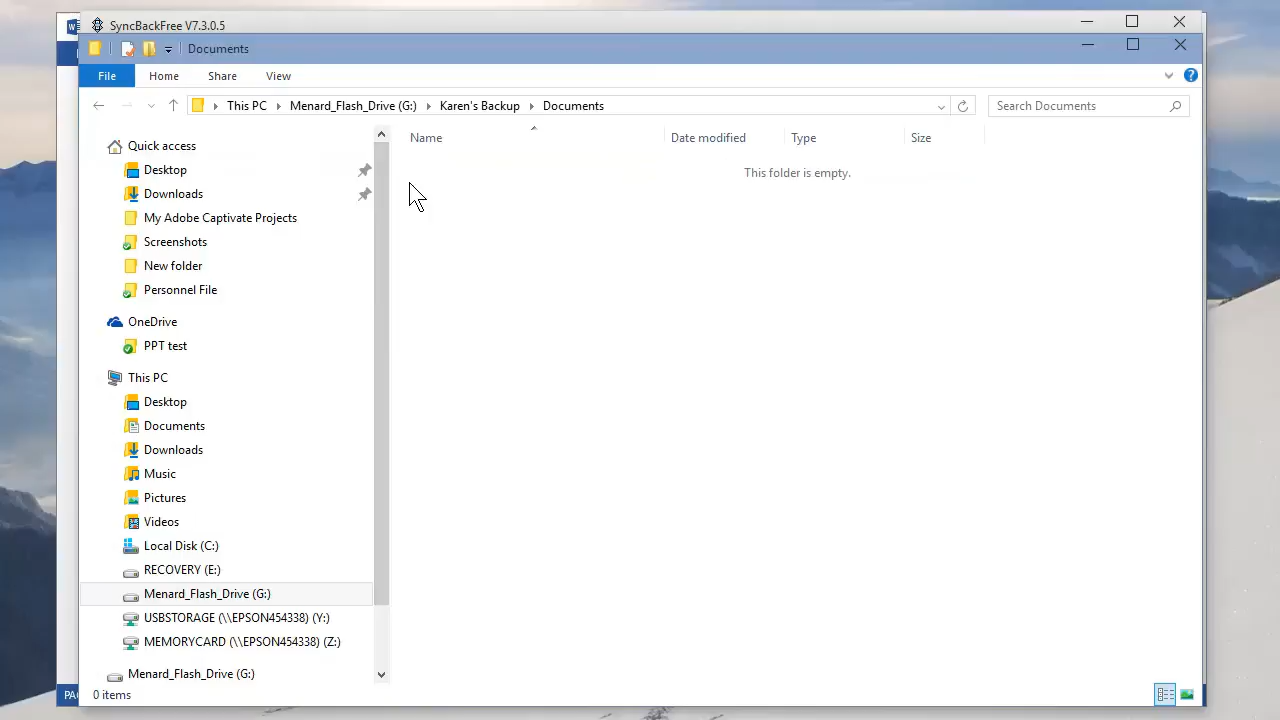 SyncBackFree V7.3.0.5
Documents
File Home Share View
This PC Menard_Flash_Drive (G:) Karen's Backup Documents
Search Documents
Name Date modified Type Size
This folder is empty.
Quick access
Desktop
Downloads
My Adobe Captivate Projects
Screenshots
New folder
Personnel File
OneDrive
PPT test
This PC
Desktop
Documents
Downloads
Music
Pictures
Videos
Local Disk (C:)
RECOVERY (E:)
Menard_Flash_Drive (G:)
USBSTORAGE (\\EPSON454338) (Y:)
MEMORYCARD (\\EPSON454338) (Z:)
Menard_Flash_Drive (G:)
0 items